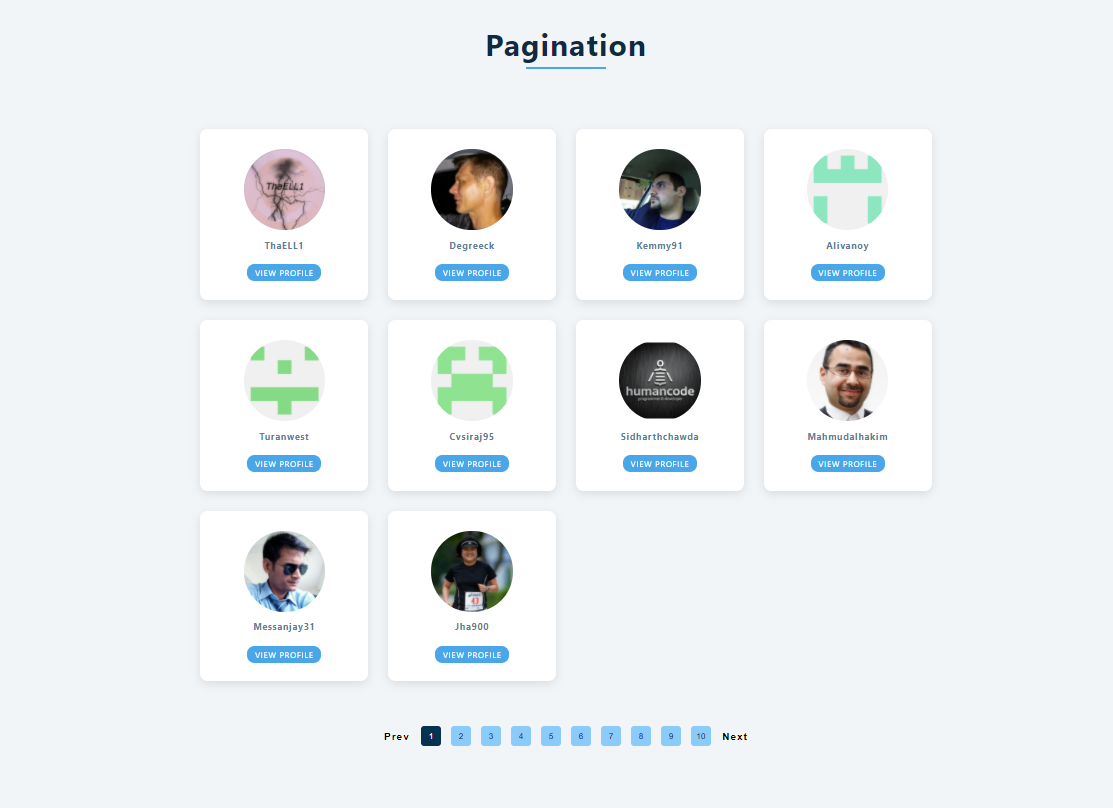 Pagination
ThaELL1
ThaELL1
VIEW PROFILE
Degreeck
VIEW PROFILE
Kemmy91
VIEW PROFILE
Alivanoy
VIEW PROFILE
Turanwest
VIEW PROFILE
Cvsiraj95
VIEW PROFILE
humancode
Sidharthchawda
VIEW PROFILE
Mahmudalhakim
VIEW PROFILE
Messanjay31
VIEW PROFILE
Jha900
VIEW PROFILE
Prev 1 2 3 4 5 6 7 8 9 10 Next